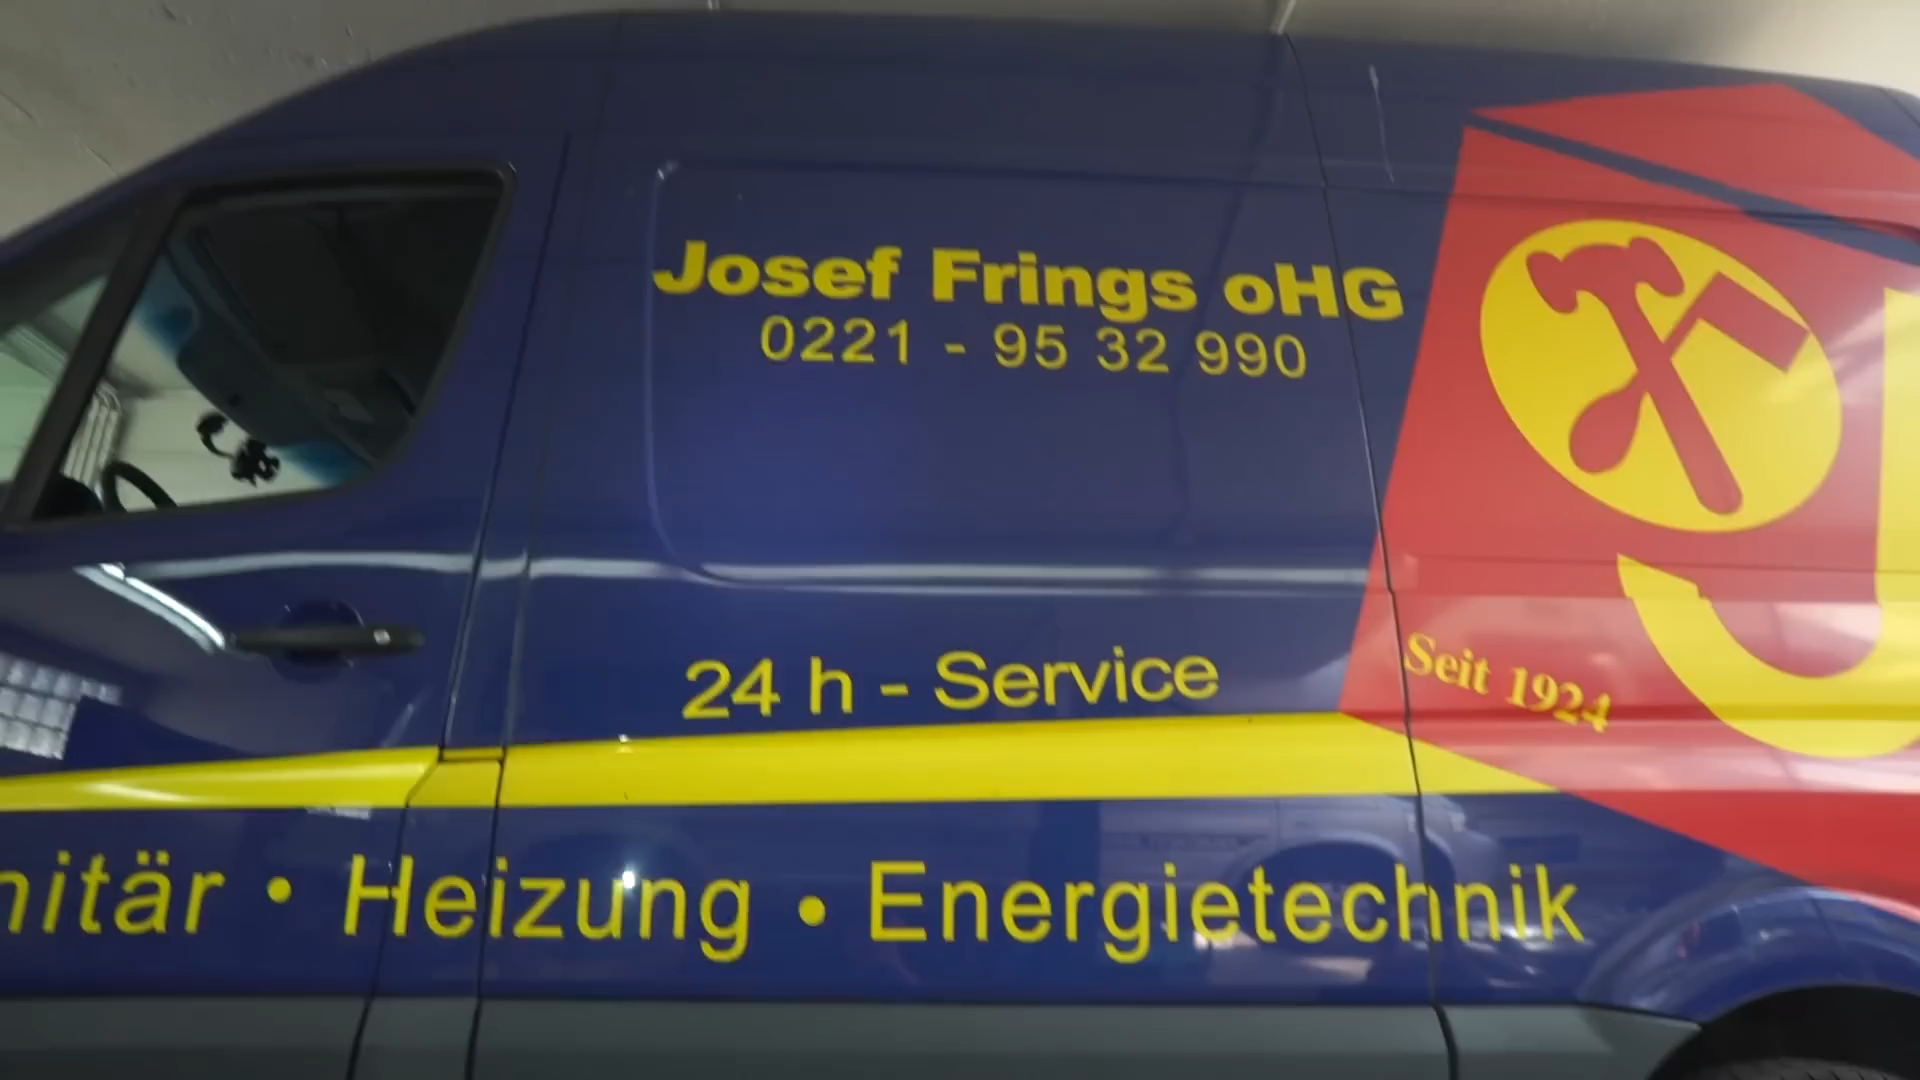 Josef Frings oHG
0221 - 95 32 990
24 h - Service
Seit 1924
nitär • Heizung • Energietechnik